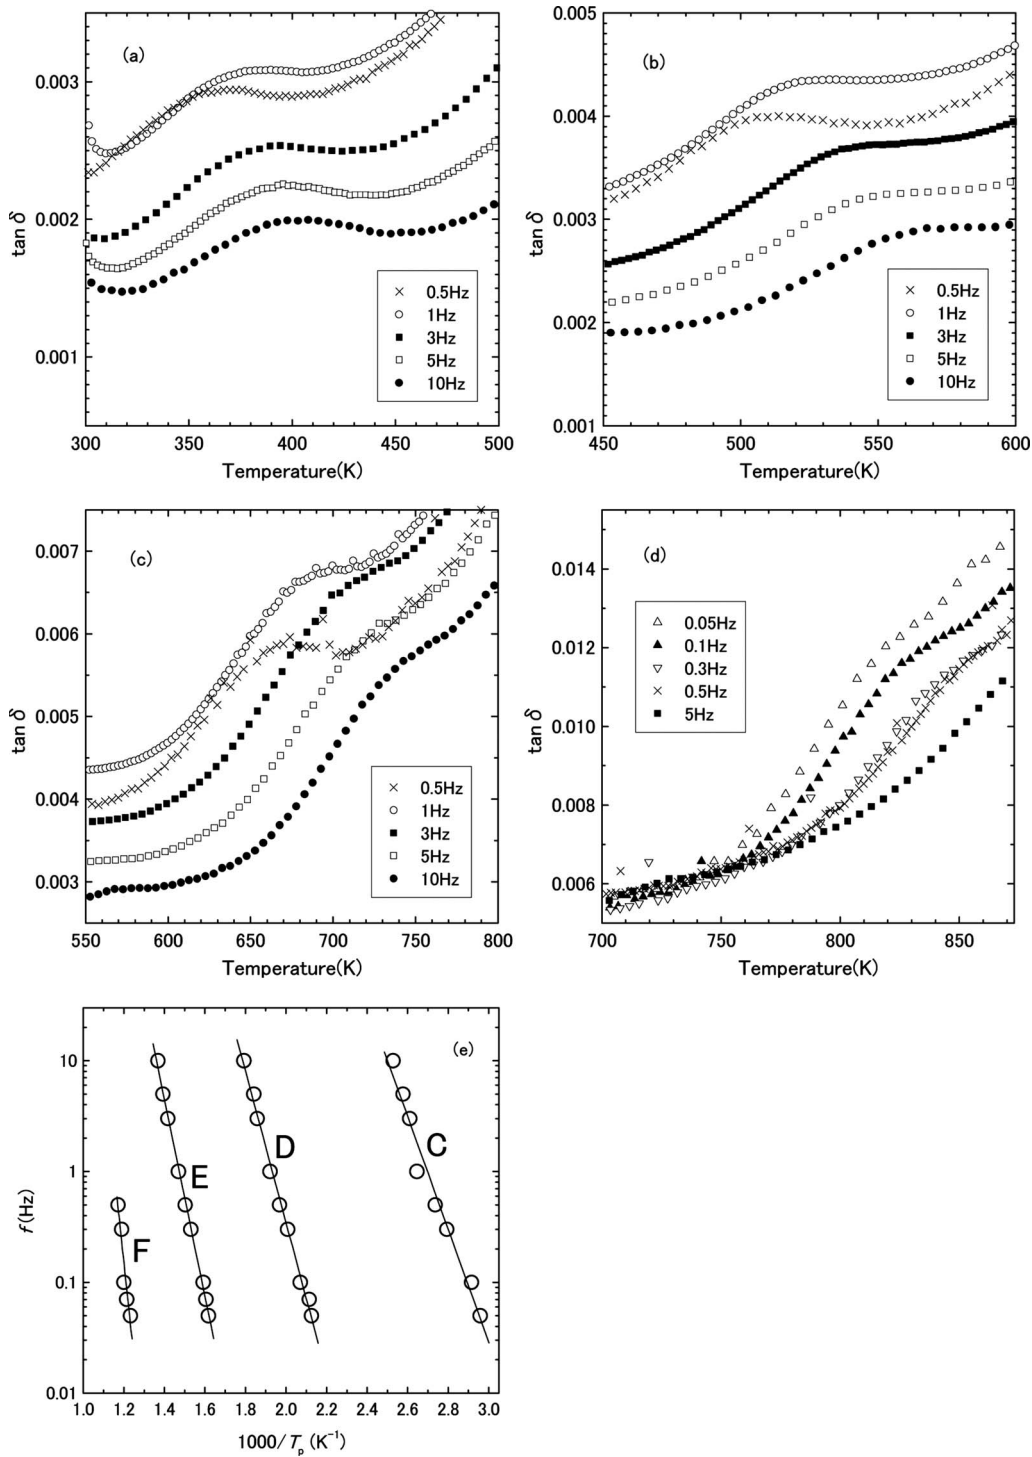 (a)
tan δ
0.003
0.002
0.001
× 0.5Hz
○ 1Hz
■ 3Hz
□ 5Hz
● 10Hz
300 350 400 450 500
Temperature(K)
(b)
tan δ
0.005
0.004
0.003
0.002
0.001
× 0.5Hz
○ 1Hz
■ 3Hz
□ 5Hz
● 10Hz
450 500 550 600
Temperature(K)
(c)
tan δ
0.007
0.006
0.005
0.004
0.003
× 0.5Hz
○ 1Hz
■ 3Hz
□ 5Hz
● 10Hz
550 600 650 700 750 800
Temperature(K)
(d)
tan δ
0.014
0.012
0.010
0.008
0.006
△ 0.05Hz
▲ 0.1Hz
▽ 0.3Hz
× 0.5Hz
■ 5Hz
700 750 800 850
Temperature(K)
(e)
f(Hz)
10
1
0.1
0.01
F
E
D
C
1.0 1.2 1.4 1.6 1.8 2.0 2.2 2.4 2.6 2.8 3.0
1000/Tp (K⁻¹)